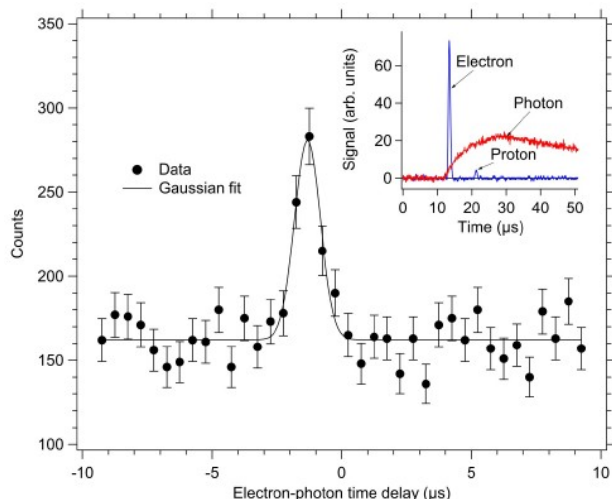 350
300
250
200
150
100
Counts
-10
-5
0
5
10
Electron-photon time delay (µs)
Data
Gaussian fit
60
40
20
0
Signal (arb. units)
Electron
Photon
Proton
0
10
20
30
40
50
Time (µs)